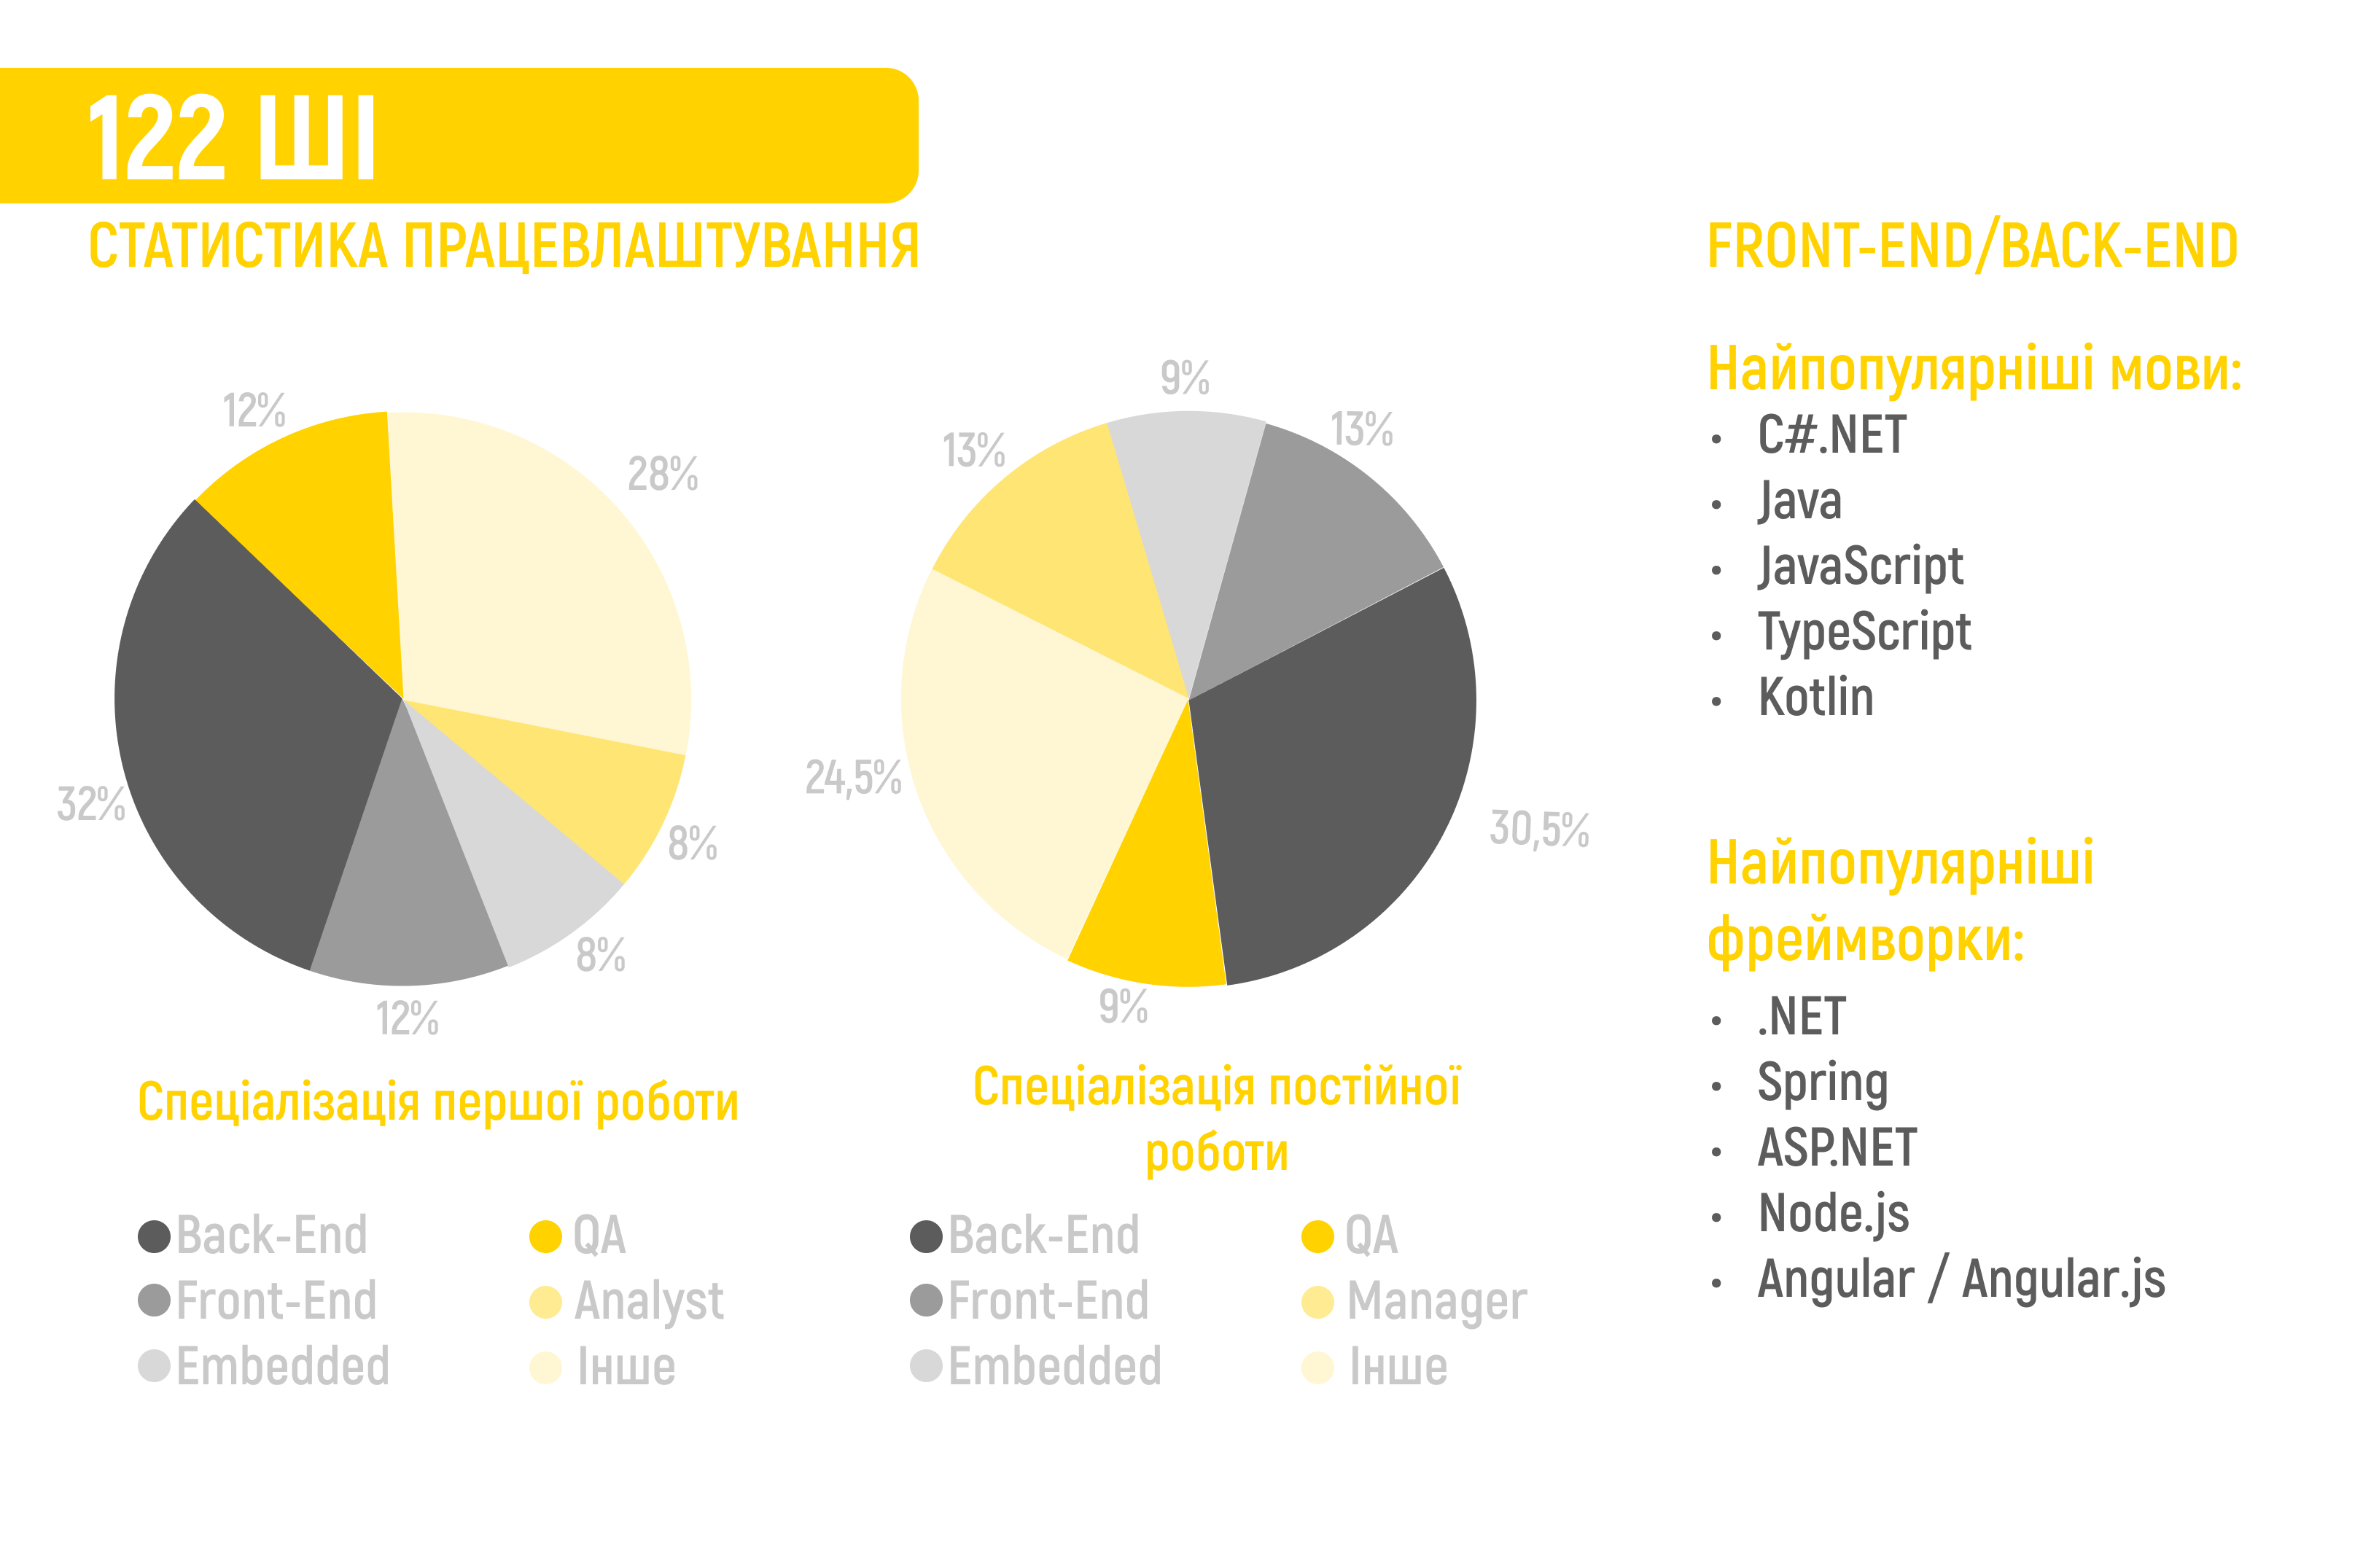 122 ШІ
СТАТИСТИКА ПРАЦЕВЛАШТУВАННЯ
12%
28%
32%
8%
8%
12%
Спеціалізація першої роботи
Back-End
QA
Front-End
Analyst
Embedded
Інше
9%
13%
13%
24,5%
30,5%
9%
Спеціалізація постійної
роботи
Back-End
QA
Front-End
Manager
Embedded
Інше
FRONT-END/BACK-END
Найпопулярніші мови:
• C#.NET
• Java
• JavaScript
• TypeScript
• Kotlin
Найпопулярніші
фреймворки:
• .NET
• Spring
• ASP.NET
• Node.js
• Angular / Angular.js